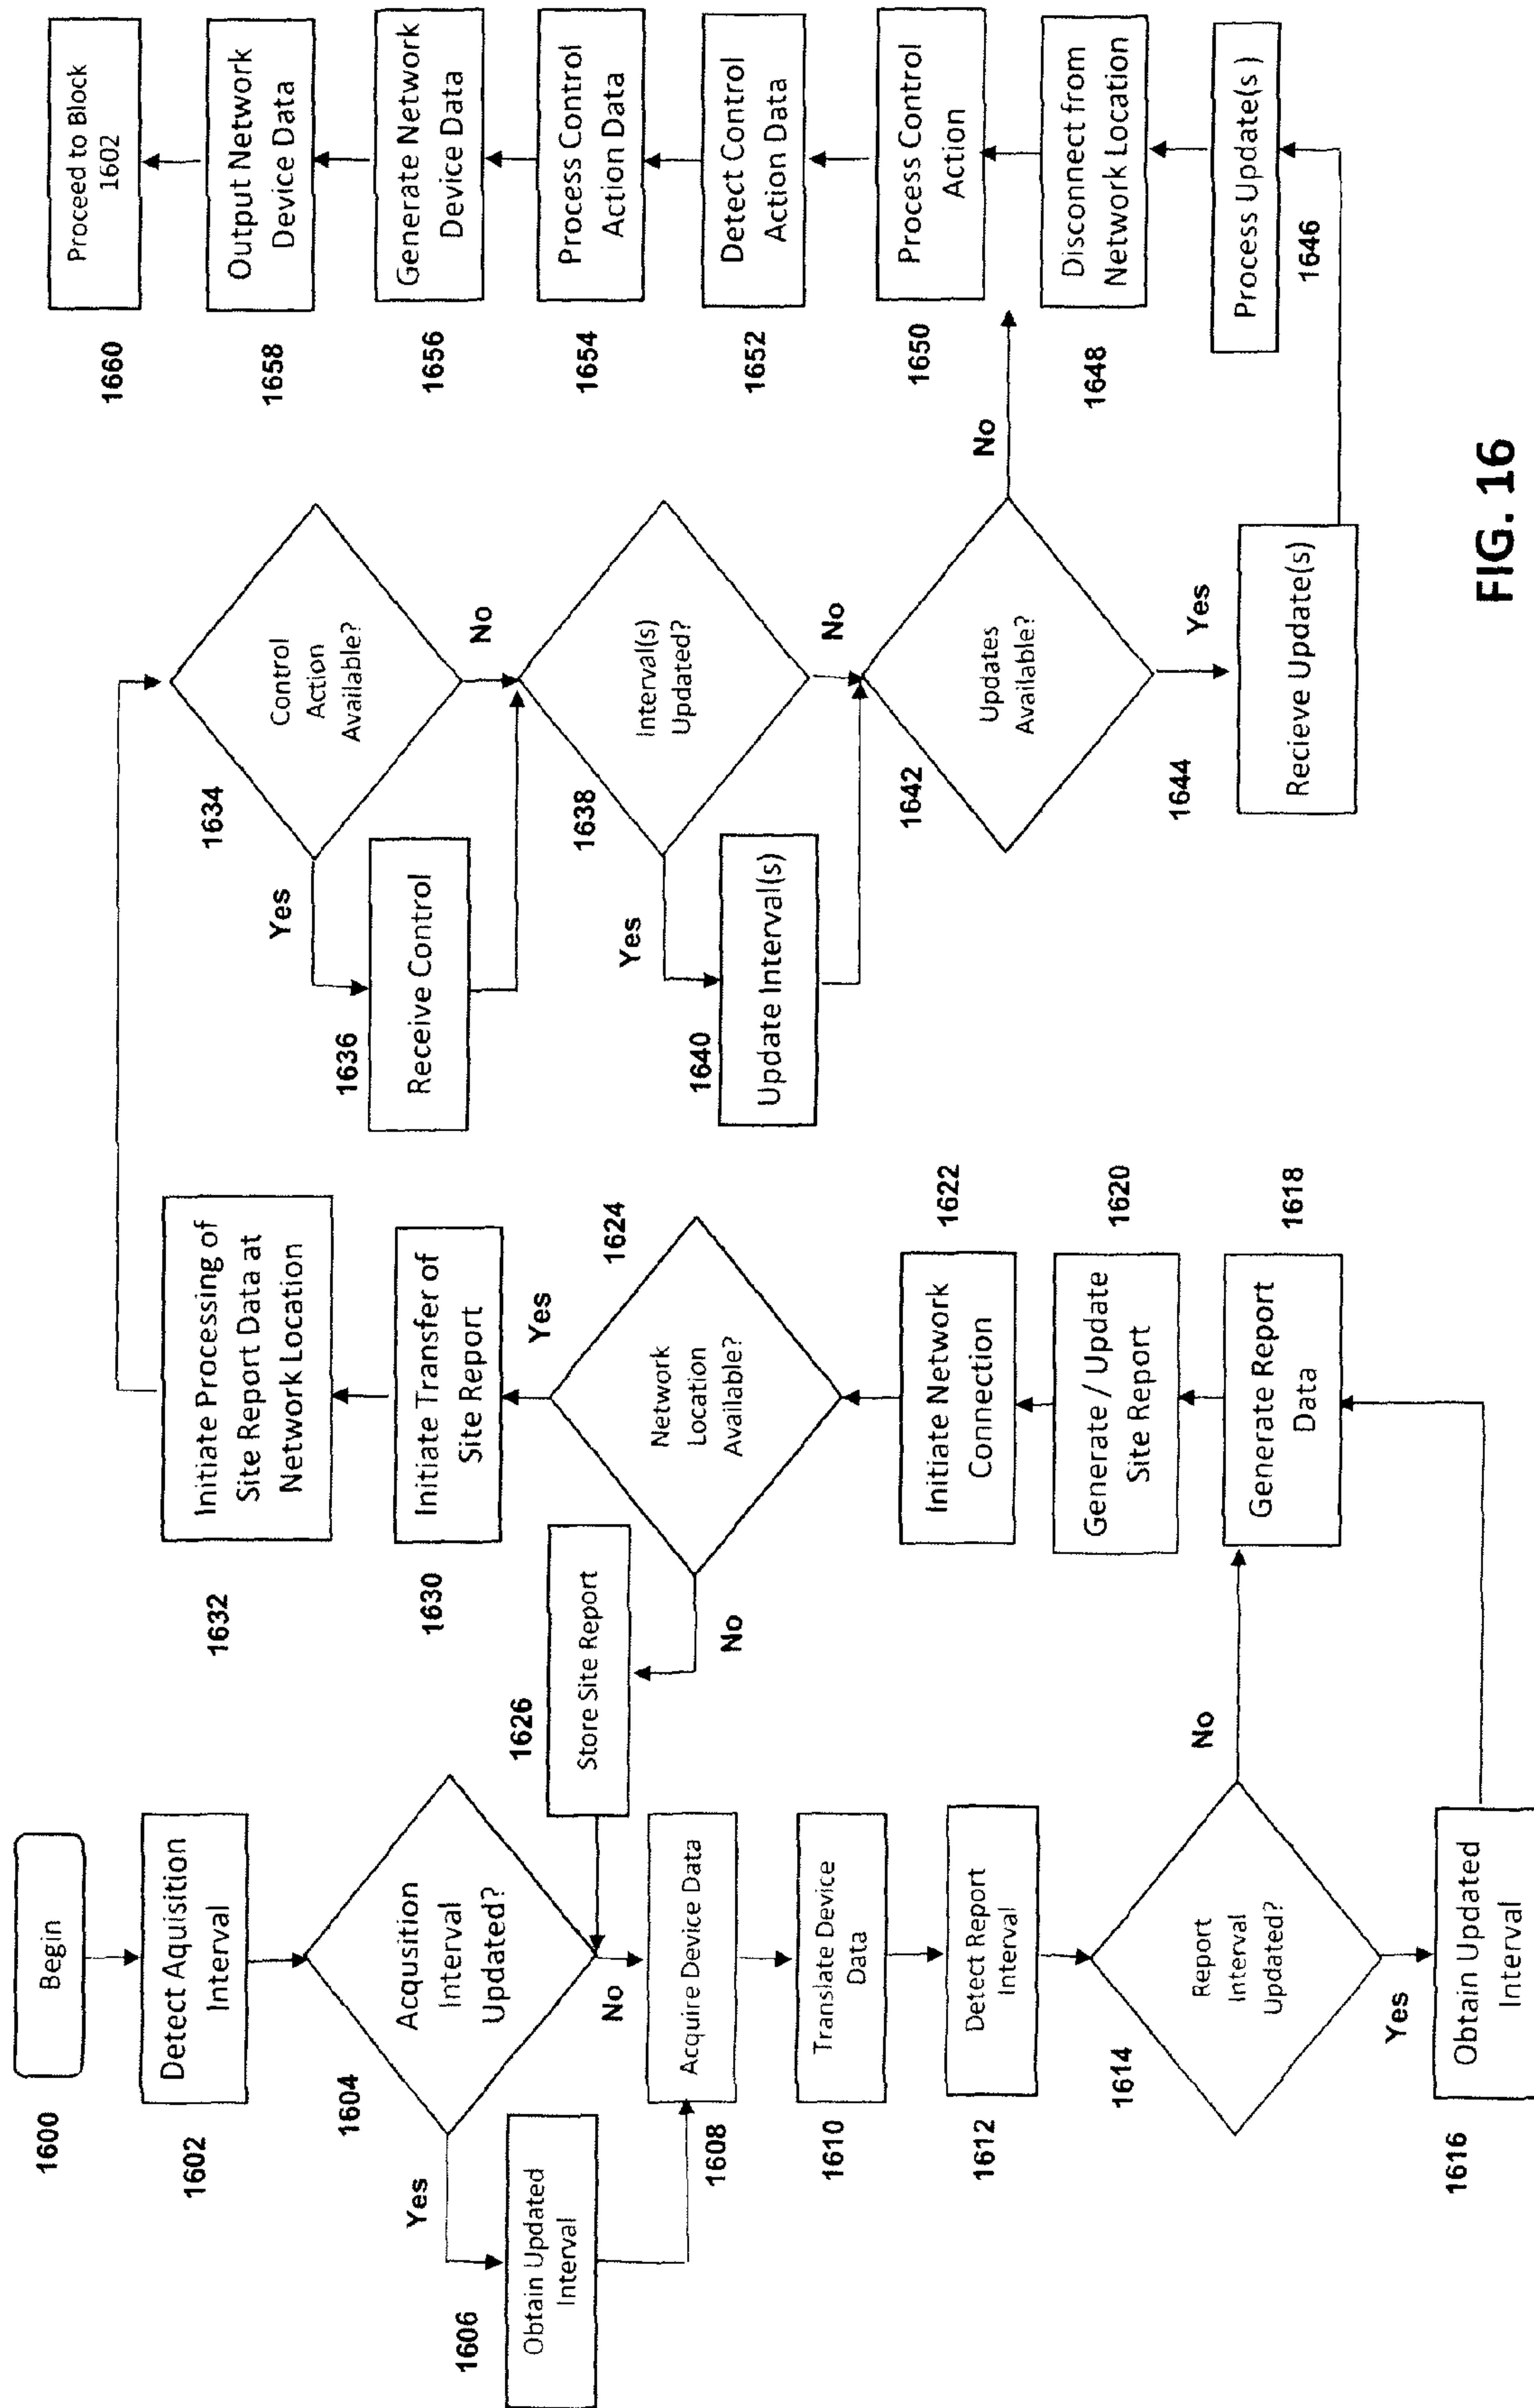 1600
Begin
1602
Detect Aquisition
Interval
1604
Acqusition
Interval
Updated?
Yes
No
1606
Obtain Updated
Interval
1608
Acquire Device Data
1610
Translate Device
Data
1612
Detect Report
Interval
1614
Report
Interval
Updated?
No
Yes
1616
Obtain Updated
Interval
1618
Generate Report
Data
1620
Generate / Update
Site Report
1622
Initiate Network
Connection
1624
Network
Location
Available?
No
Yes
1626
Store Site Report
1630
Initiate Transfer of
Site Report
1632
Initiate Processing of
Site Report Data at
Network Location
1634
Control
Action
Available?
Yes
No
1636
Receive Control
1638
Interval(s)
Updated?
Yes
No
1640
Update Interval(s)
1642
Updates
Available?
No
Yes
1644
Recieve Update(s)
1646
Process Update(s )
1648
Disconnect from
Network Location
1650
Process Control
Action
1652
Detect Control
Action Data
1654
Process Control
Action Data
1656
Generate Network
Device Data
1658
Output Network
Device Data
1660
Proceed to Block
1602
FIG. 16